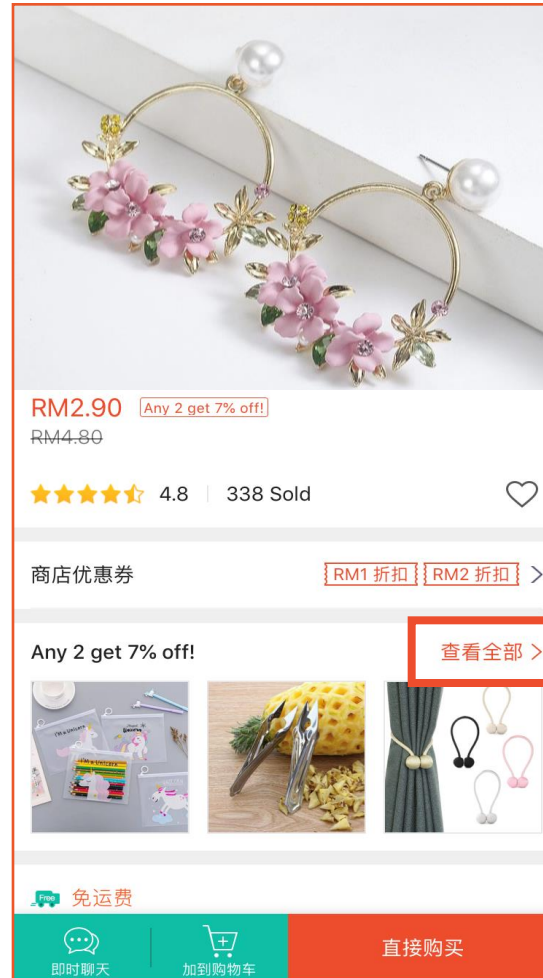 RM2.90 Any 2 get 7% off!
RM4.80
4.8 338 Sold
商店优惠券 RM1 折扣 RM2 折扣
Any 2 get 7% off! 查看全部
I'M a UNICORN
Free 免运费
即时聊天 加到购物车 直接购买